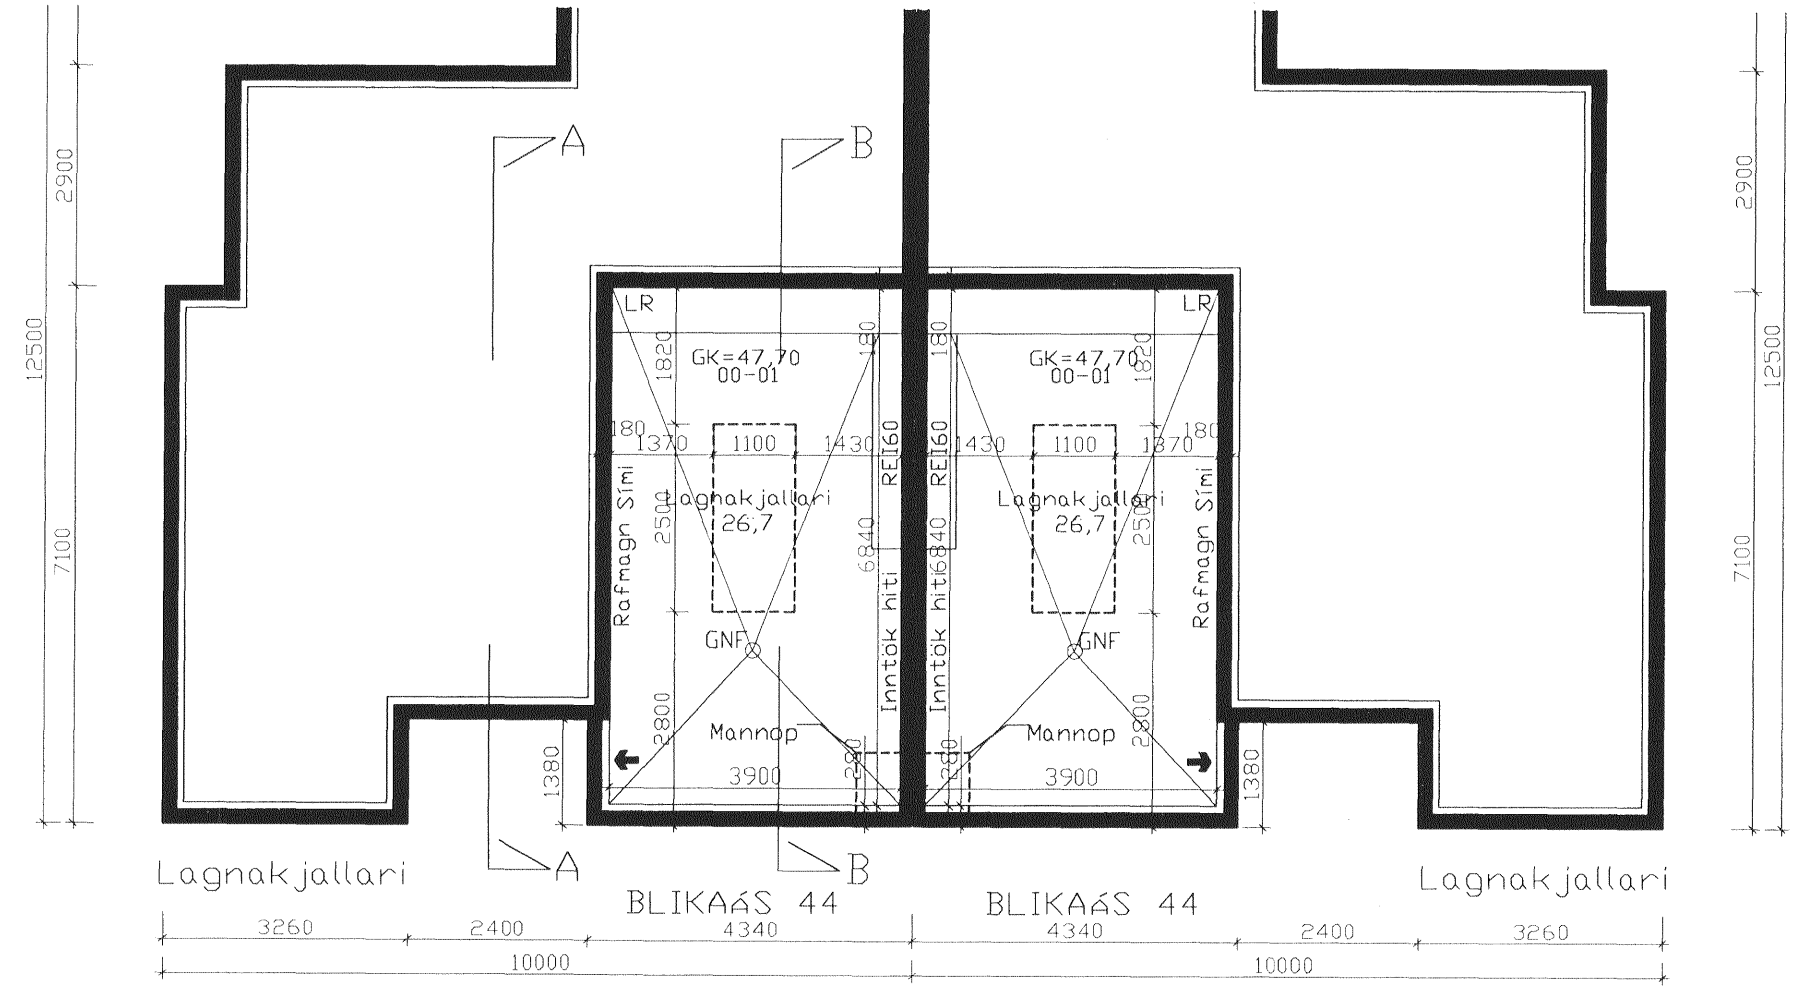 A
B
2900
2900
12500
12500
LR
LR
1820
180
180
1820
GK=47,70
00-01
GK=47,70
00-01
180
1370
1100
1430
REI60
REI60
1430
1100
1370
180
Rafmagn Sími
Lagnakjallari
26,7
2500
6840
6840
Lagnakjallari
26,7
2500
Rafmagn Sími
7100
7100
GNF
GNF
Inntök hiti
Inntök hiti
2800
Mannop
Mannop
2800
1380
3900
280
280
3900
1380
A
B
Lagnakjallari
Lagnakjallari
BLIKAáS 44
BLIKAáS 44
3260
2400
4340
4340
2400
3260
10000
10000